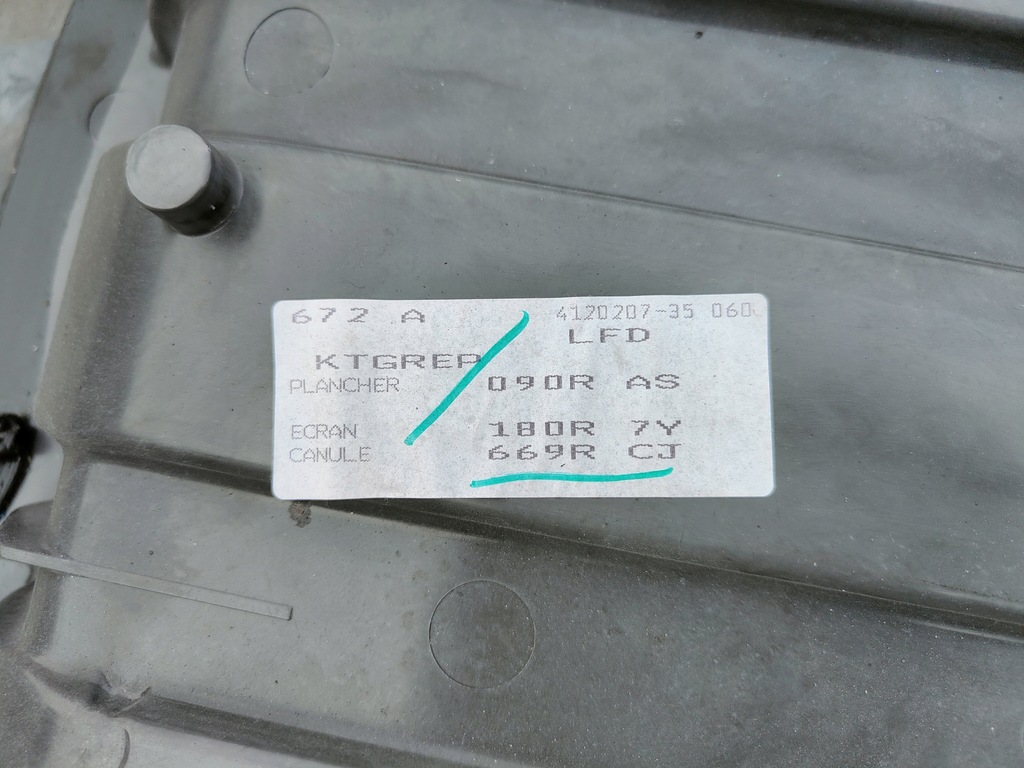 672 A 4120207-35 060
LFD
KTGREP
PLANCHER 090R AS
ECRAN 180R 7Y
CANULE 669R CJ